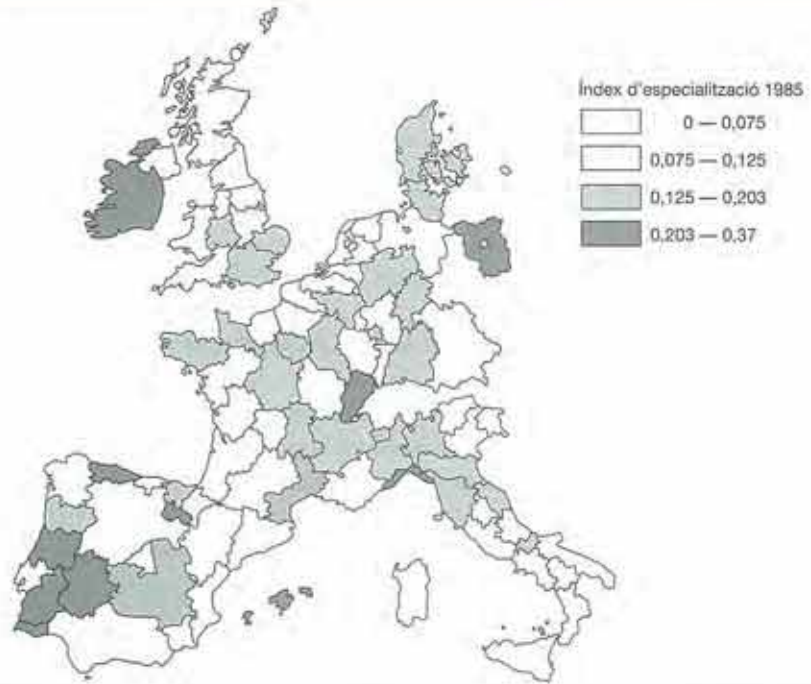 Índex d'especialització 1985
0 — 0,075
0,075 — 0,125
0,125 — 0,203
0,203 — 0,37